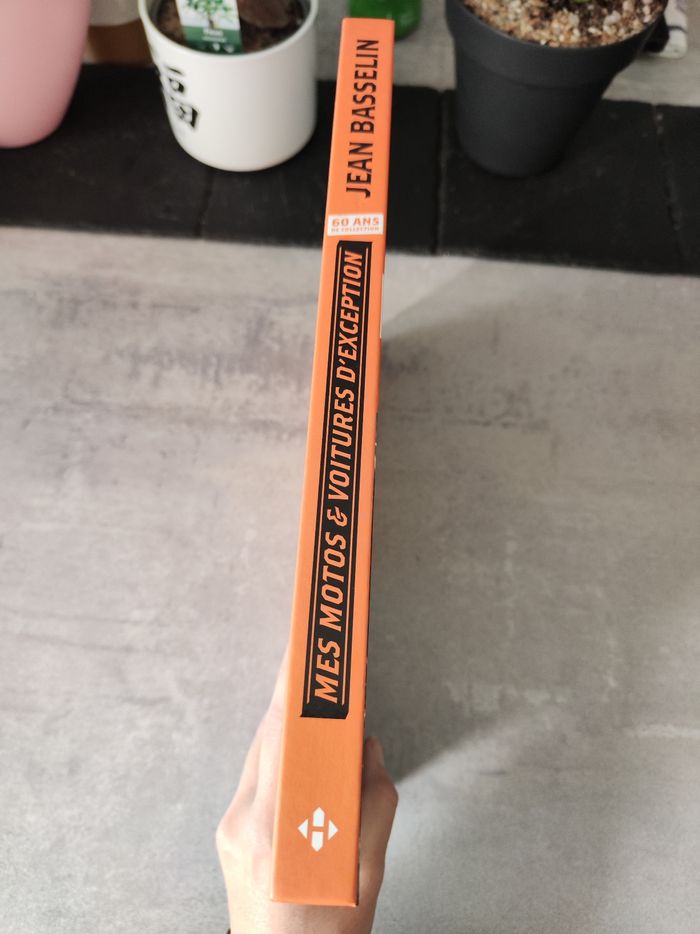 JEAN BASSELIN
60 ANS
DE COLLECTION
MES MOTOS & VOITURES D'EXCEPTION